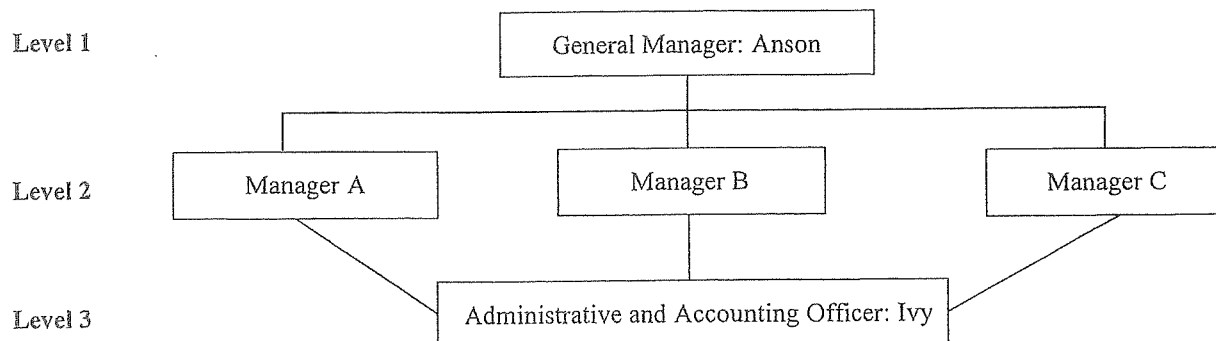 Level 1
General Manager: Anson
Level 2
Manager A
Manager B
Manager C
Level 3
Administrative and Accounting Officer: Ivy